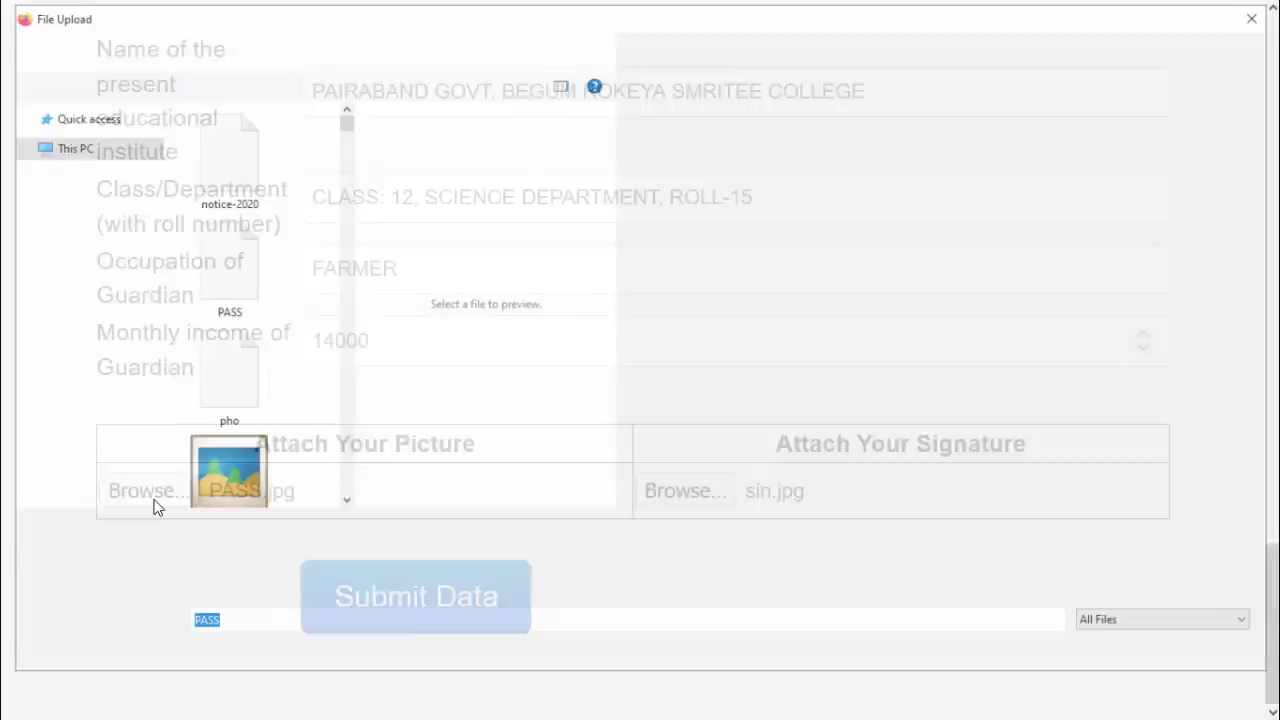 File Upload
Name of the
present
educational
institute
PAIRABAND GOVT, BEGUM ROKEYA SMRITEE COLLEGE
Quick access
This PC
notice-2020
Class/Department
(with roll number)
CLASS: 12, SCIENCE DEPARTMENT, ROLL-15
Occupation of
Guardian
FARMER
PASS
Select a file to preview.
Monthly income of
Guardian
14000
pho
Attach Your Picture
Attach Your Signature
Browse... PASS.jpg
Browse... sin.jpg
Submit Data
PASS
All Files